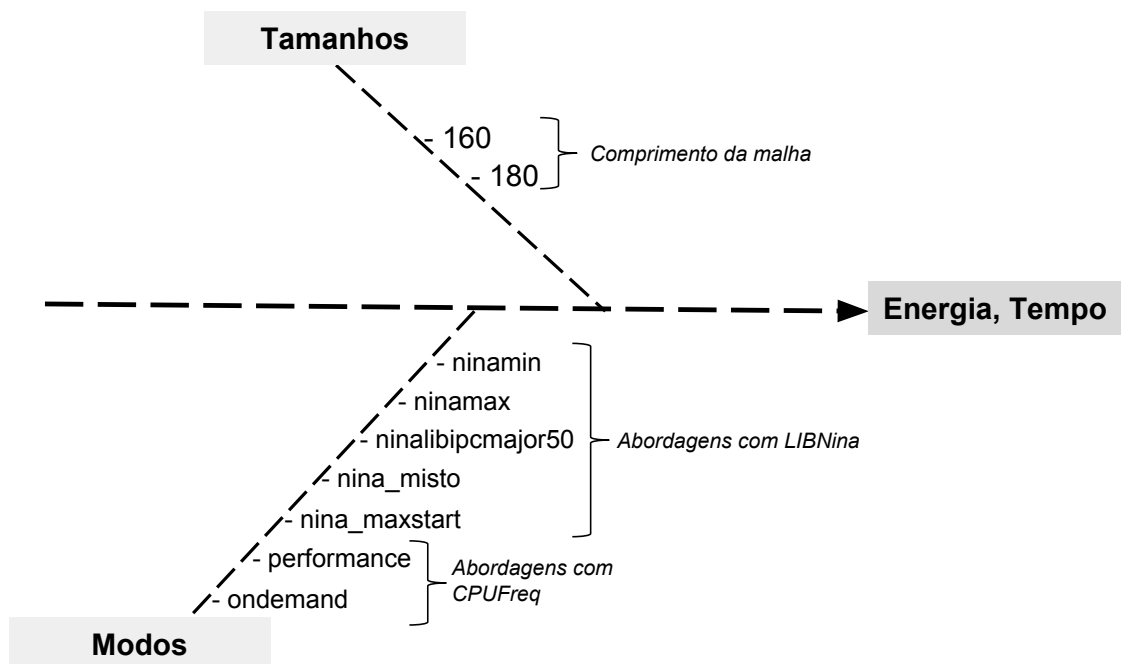 Tamanhos
- 160
- 180
Comprimento da malha
Energia, Tempo
- ninamin
- ninamax
- ninalibipcmajor50
- nina_misto
- nina_maxstart
Abordagens com LIBNina
- performance
- ondemand
Abordagens com
CPUFreq
Modos